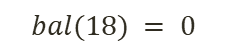 bal(18) = 0